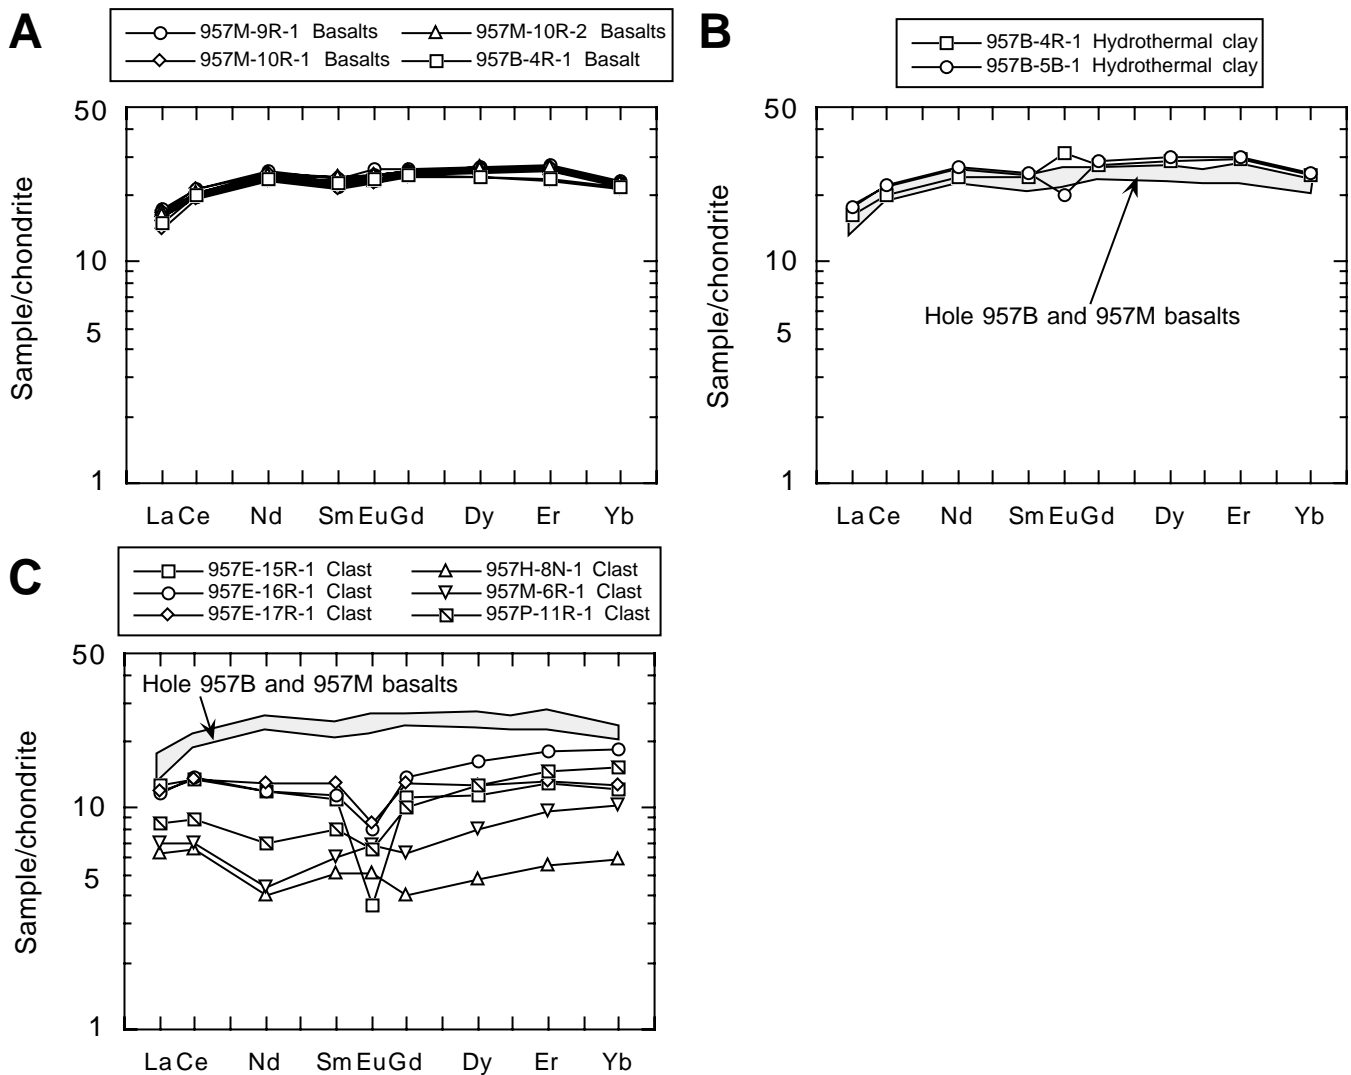 A
957M-9R-1 Basalts
957M-10R-2 Basalts
957M-10R-1 Basalts
957B-4R-1 Basalt
50
10
5
1
Sample/chondrite
La Ce Nd Sm Eu Gd Dy Er Yb
B
957B-4R-1 Hydrothermal clay
957B-5B-1 Hydrothermal clay
50
10
5
1
Sample/chondrite
Hole 957B and 957M basalts
La Ce Nd Sm Eu Gd Dy Er Yb
C
957E-15R-1 Clast
957H-8N-1 Clast
957E-16R-1 Clast
957M-6R-1 Clast
957E-17R-1 Clast
957P-11R-1 Clast
50
10
5
1
Sample/chondrite
Hole 957B and 957M basalts
La Ce Nd Sm Eu Gd Dy Er Yb